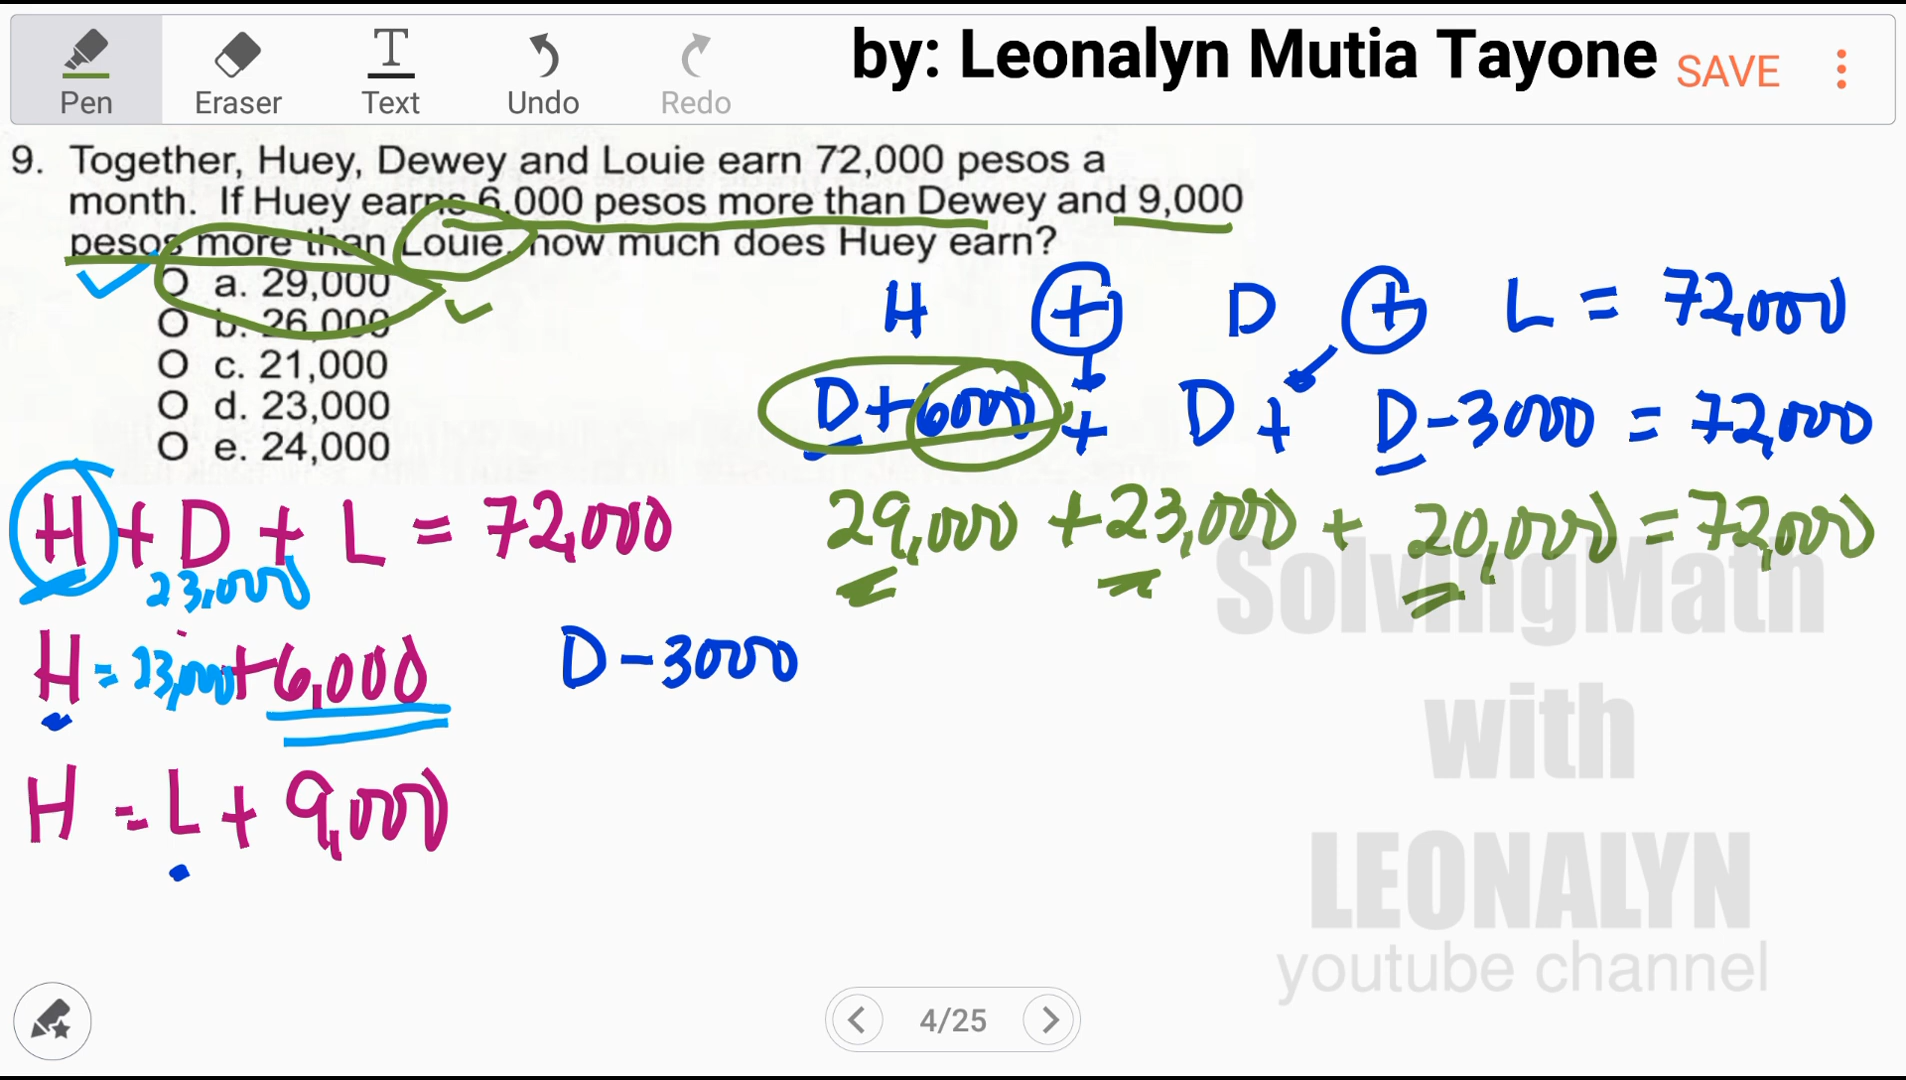 Pen
Eraser
Text
Undo
Redo
by: Leonalyn Mutia Tayone
SAVE
9. Together, Huey, Dewey and Louie earn 72,000 pesos a
month. If Huey earns 6,000 pesos more than Dewey and 9,000
pesos more than Louie, how much does Huey earn?
O a. 29,000
O b. 26,000
O c. 21,000
O d. 23,000
O e. 24,000
H + D + L = 72,000
D+6000 + D + D-3000 = 72,000
29,000 + 23,000 + 20,000 = 72,000
H + D + L = 72,000
23,000
H = 23,000 + 6,000
D - 3000
H = L + 9,000
SolvingMath
with
LEONALYN
youtube channel
4/25